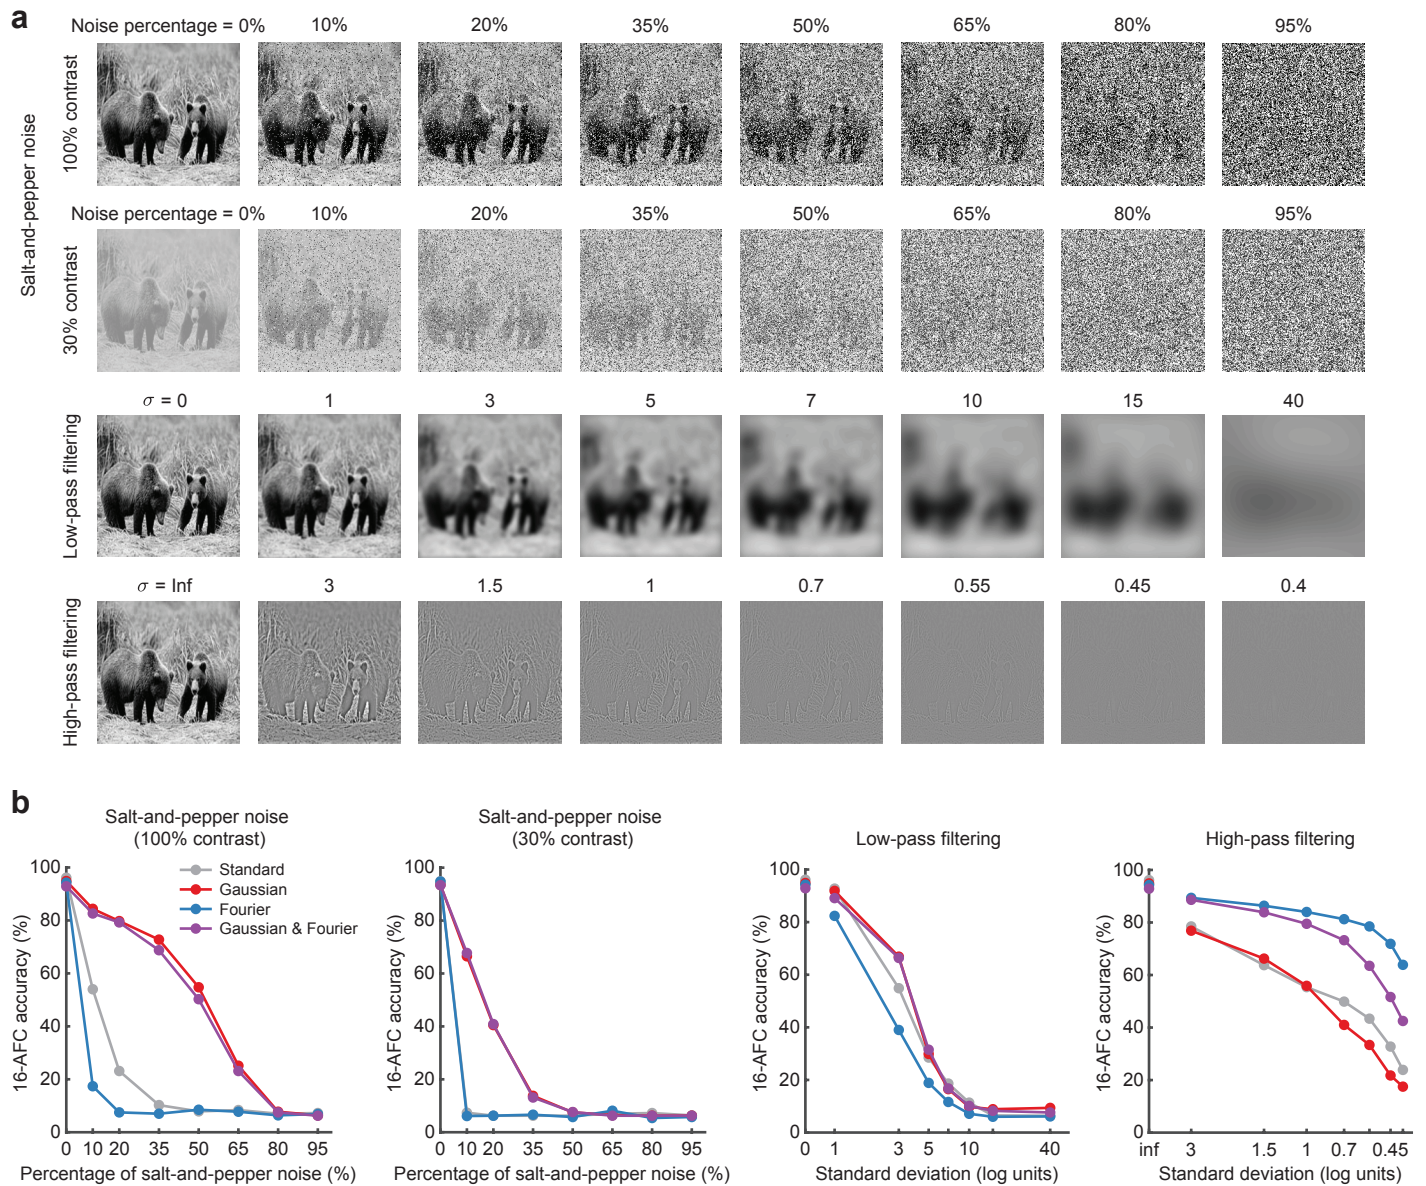 a
Noise percentage = 0% 10% 20% 35% 50% 65% 80% 95%
Salt-and-pepper noise
100% contrast
Noise percentage = 0% 10% 20% 35% 50% 65% 80% 95%
30% contrast
σ = 0 1 3 5 7 10 15 40
Low-pass filtering
σ = Inf 3 1.5 1 0.7 0.55 0.45 0.4
High-pass filtering
b
Salt-and-pepper noise
(100% contrast)
Standard
Gaussian
Fourier
Gaussian & Fourier
16-AFC accuracy (%)
100
80
60
40
20
0
0 10 20 35 50 65 80 95
Percentage of salt-and-pepper noise (%)
Salt-and-pepper noise
(30% contrast)
16-AFC accuracy (%)
100
80
60
40
20
0
0 10 20 35 50 65 80 95
Percentage of salt-and-pepper noise (%)
Low-pass filtering
16-AFC accuracy (%)
100
80
60
40
20
0
0 1 3 5 10 40
Standard deviation (log units)
High-pass filtering
16-AFC accuracy (%)
100
80
60
40
20
0
inf 3 1.5 1 0.7 0.45
Standard deviation (log units)